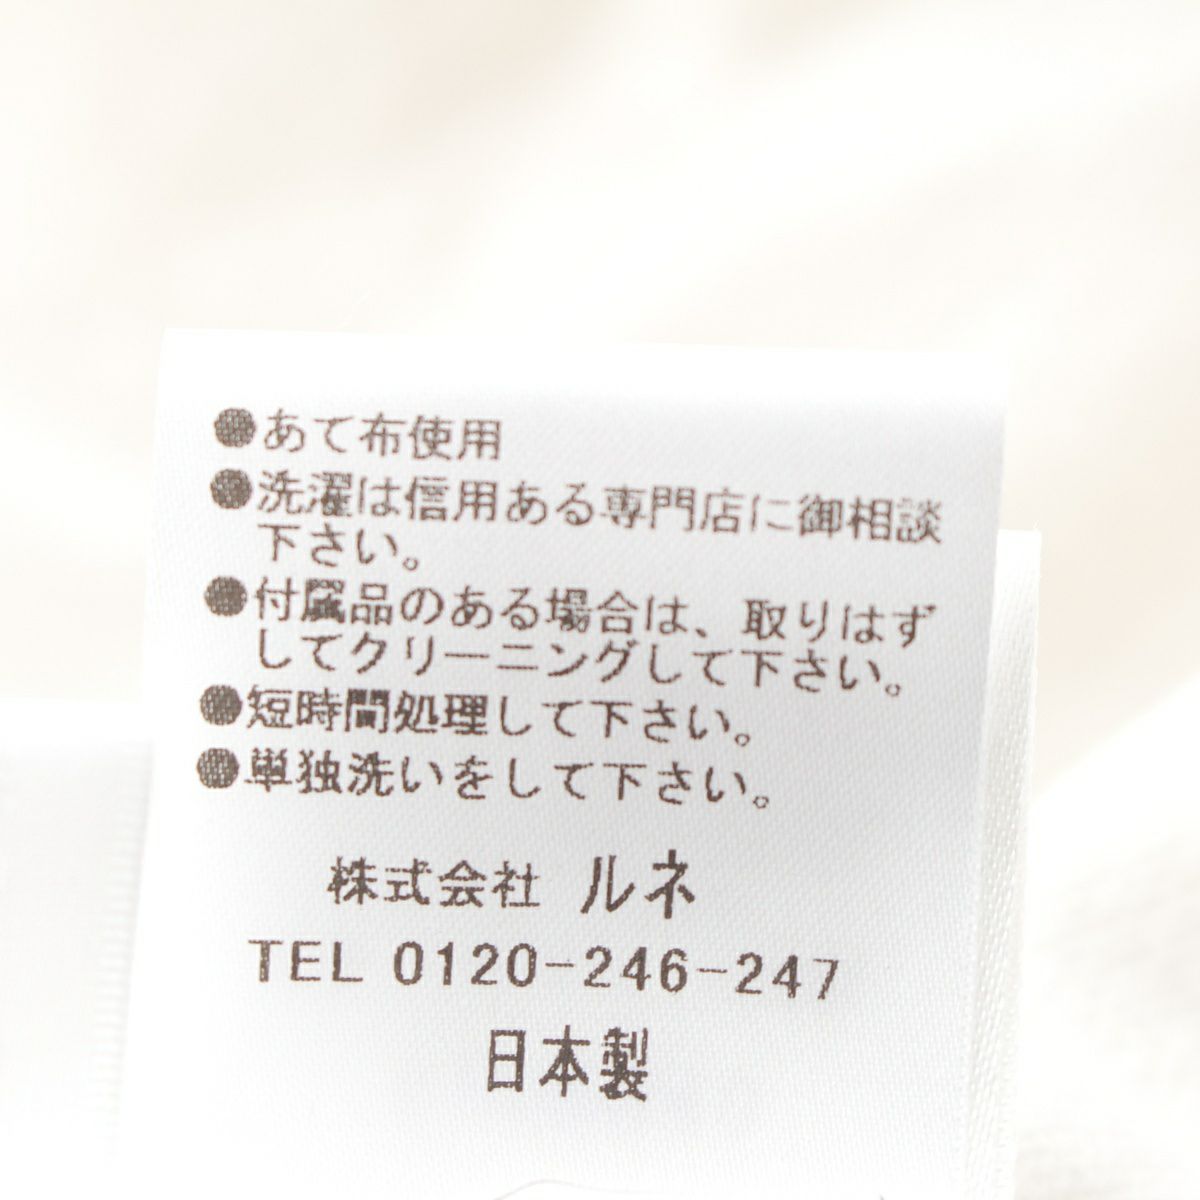 ●あて布使用
●洗濯は信用ある専門店に御相談
下さい。
●付属品のある場合は、取りはず
してクリーニングして下さい。
●短時間処理して下さい。
●単独洗いをして下さい。
株式会社 ルネ
TEL 0120-246-247
日本製